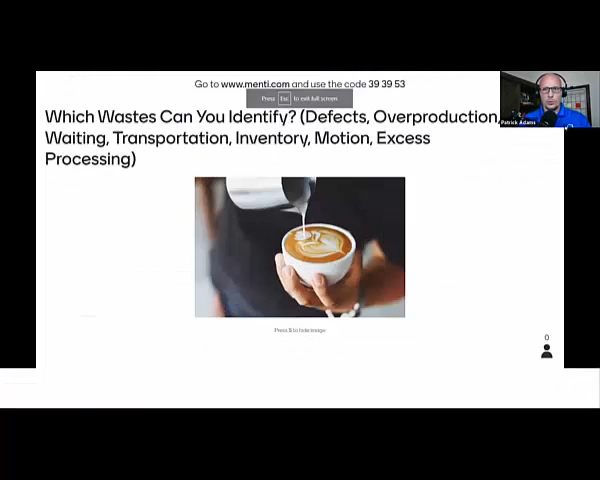 Go to www.menti.com and use the code 39 39 53
Press Esc to exit full screen
Which Wastes Can You Identify? (Defects, Overproduction,
Waiting, Transportation, Inventory, Motion, Excess
Processing)
Patrick Adams
Press S to hide image
0